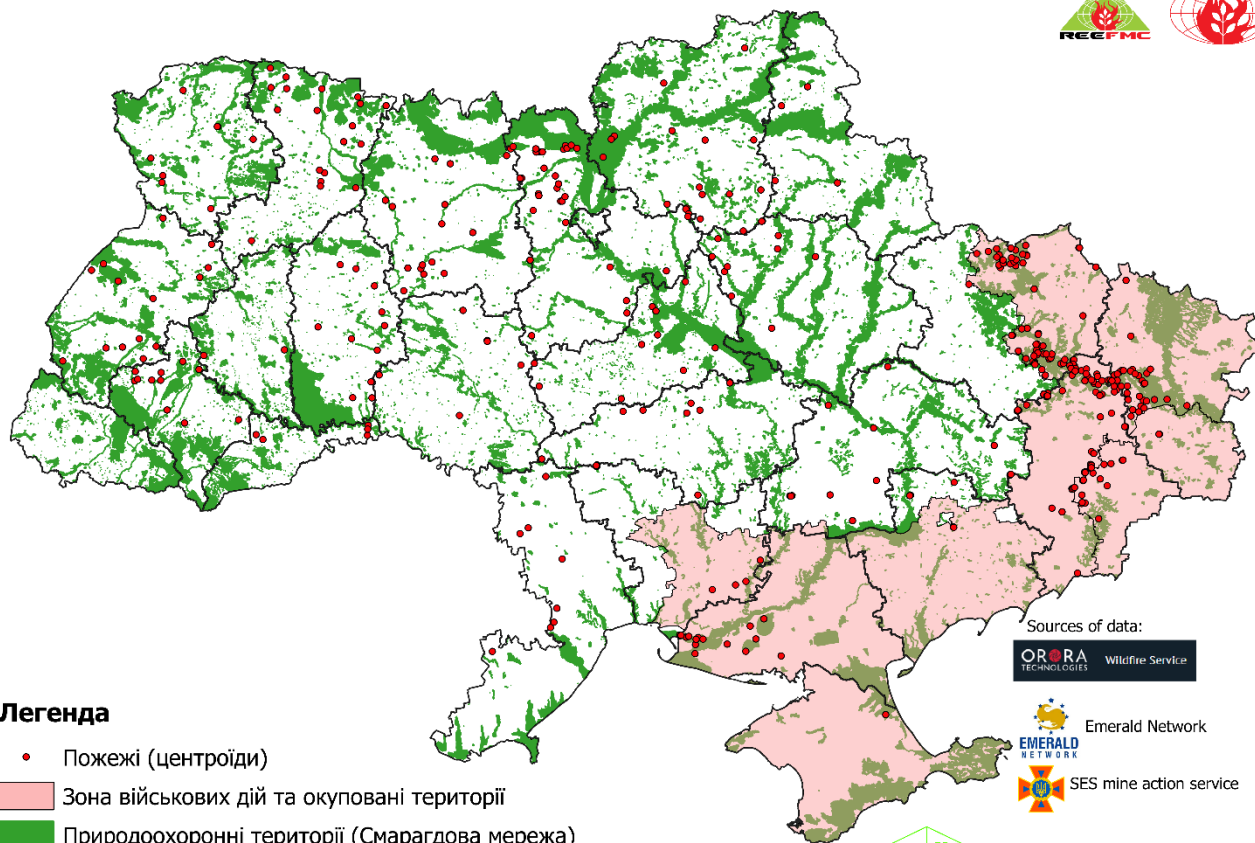 REEFMC
Sources of data:
ORORA
TECHNOLOGIES
Wildfire Service
Emerald Network
EMERALD
NETWORK
SES mine action service
Легенда
Пожежі (центроїди)
Зона військових дій та окуповані території
Природоохоронні території (Смарагдова мережа)